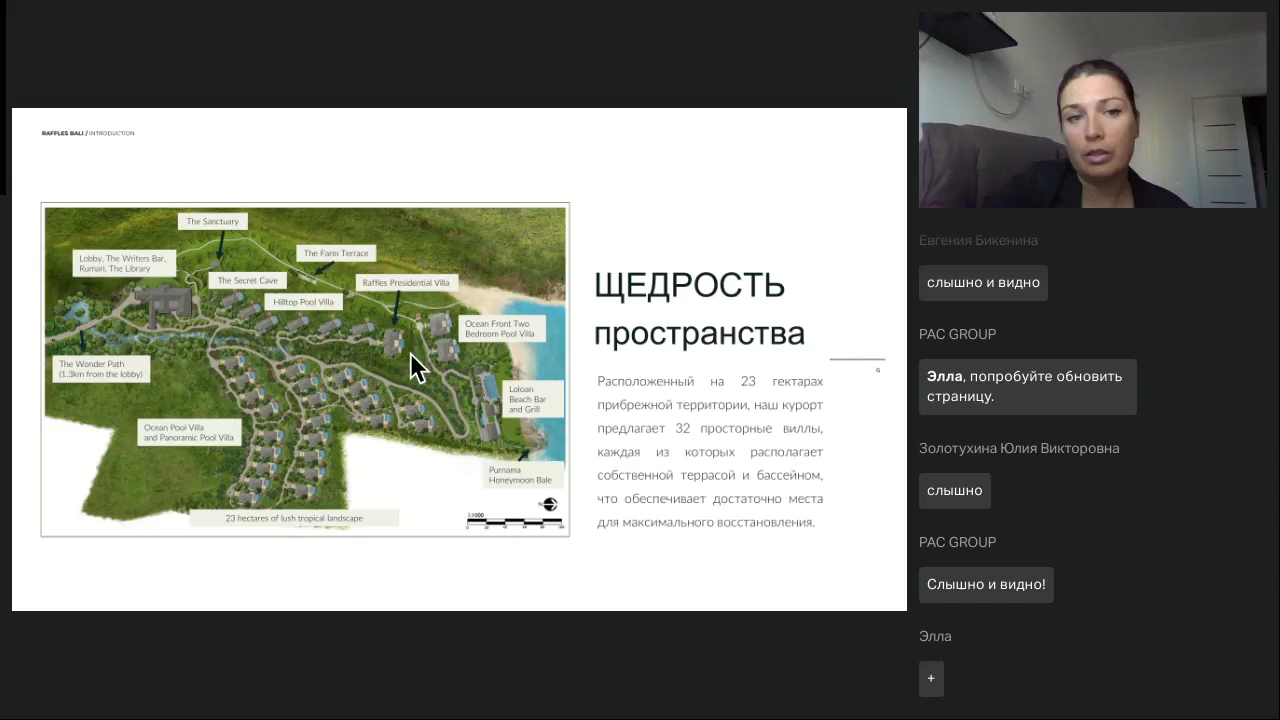 RAFFLES BALI / INTRODUCTION
The Sanctuary
The Farm Terrace
Lobby, The Writers Bar,
Rumari, The Library
The Secret Cave
Raffles Presidential Villa
Hilltop Pool Villa
Ocean Front Two
Bedroom Pool Villa
The Wonder Path
(1.3km from the lobby)
Loloan
Beach Bar
and Grill
Ocean Pool Villa
and Panoramic Pool Villa
Purnama
Honeymoon Bale
23 hectares of lush tropical landscape
N
1:1000
ЩЕДРОСТЬ
пространства
6
Расположенный на 23 гектарах
прибрежной территории, наш курорт
предлагает 32 просторные виллы,
каждая из которых располагает
собственной террасой и бассейном,
что обеспечивает достаточно места
для максимального восстановления.
Евгения Бикенина
слышно и видно
PAC GROUP
Элла, попробуйте обновить
страницу.
Золотухина Юлия Викторовна
слышно
PAC GROUP
Слышно и видно!
Элла
+